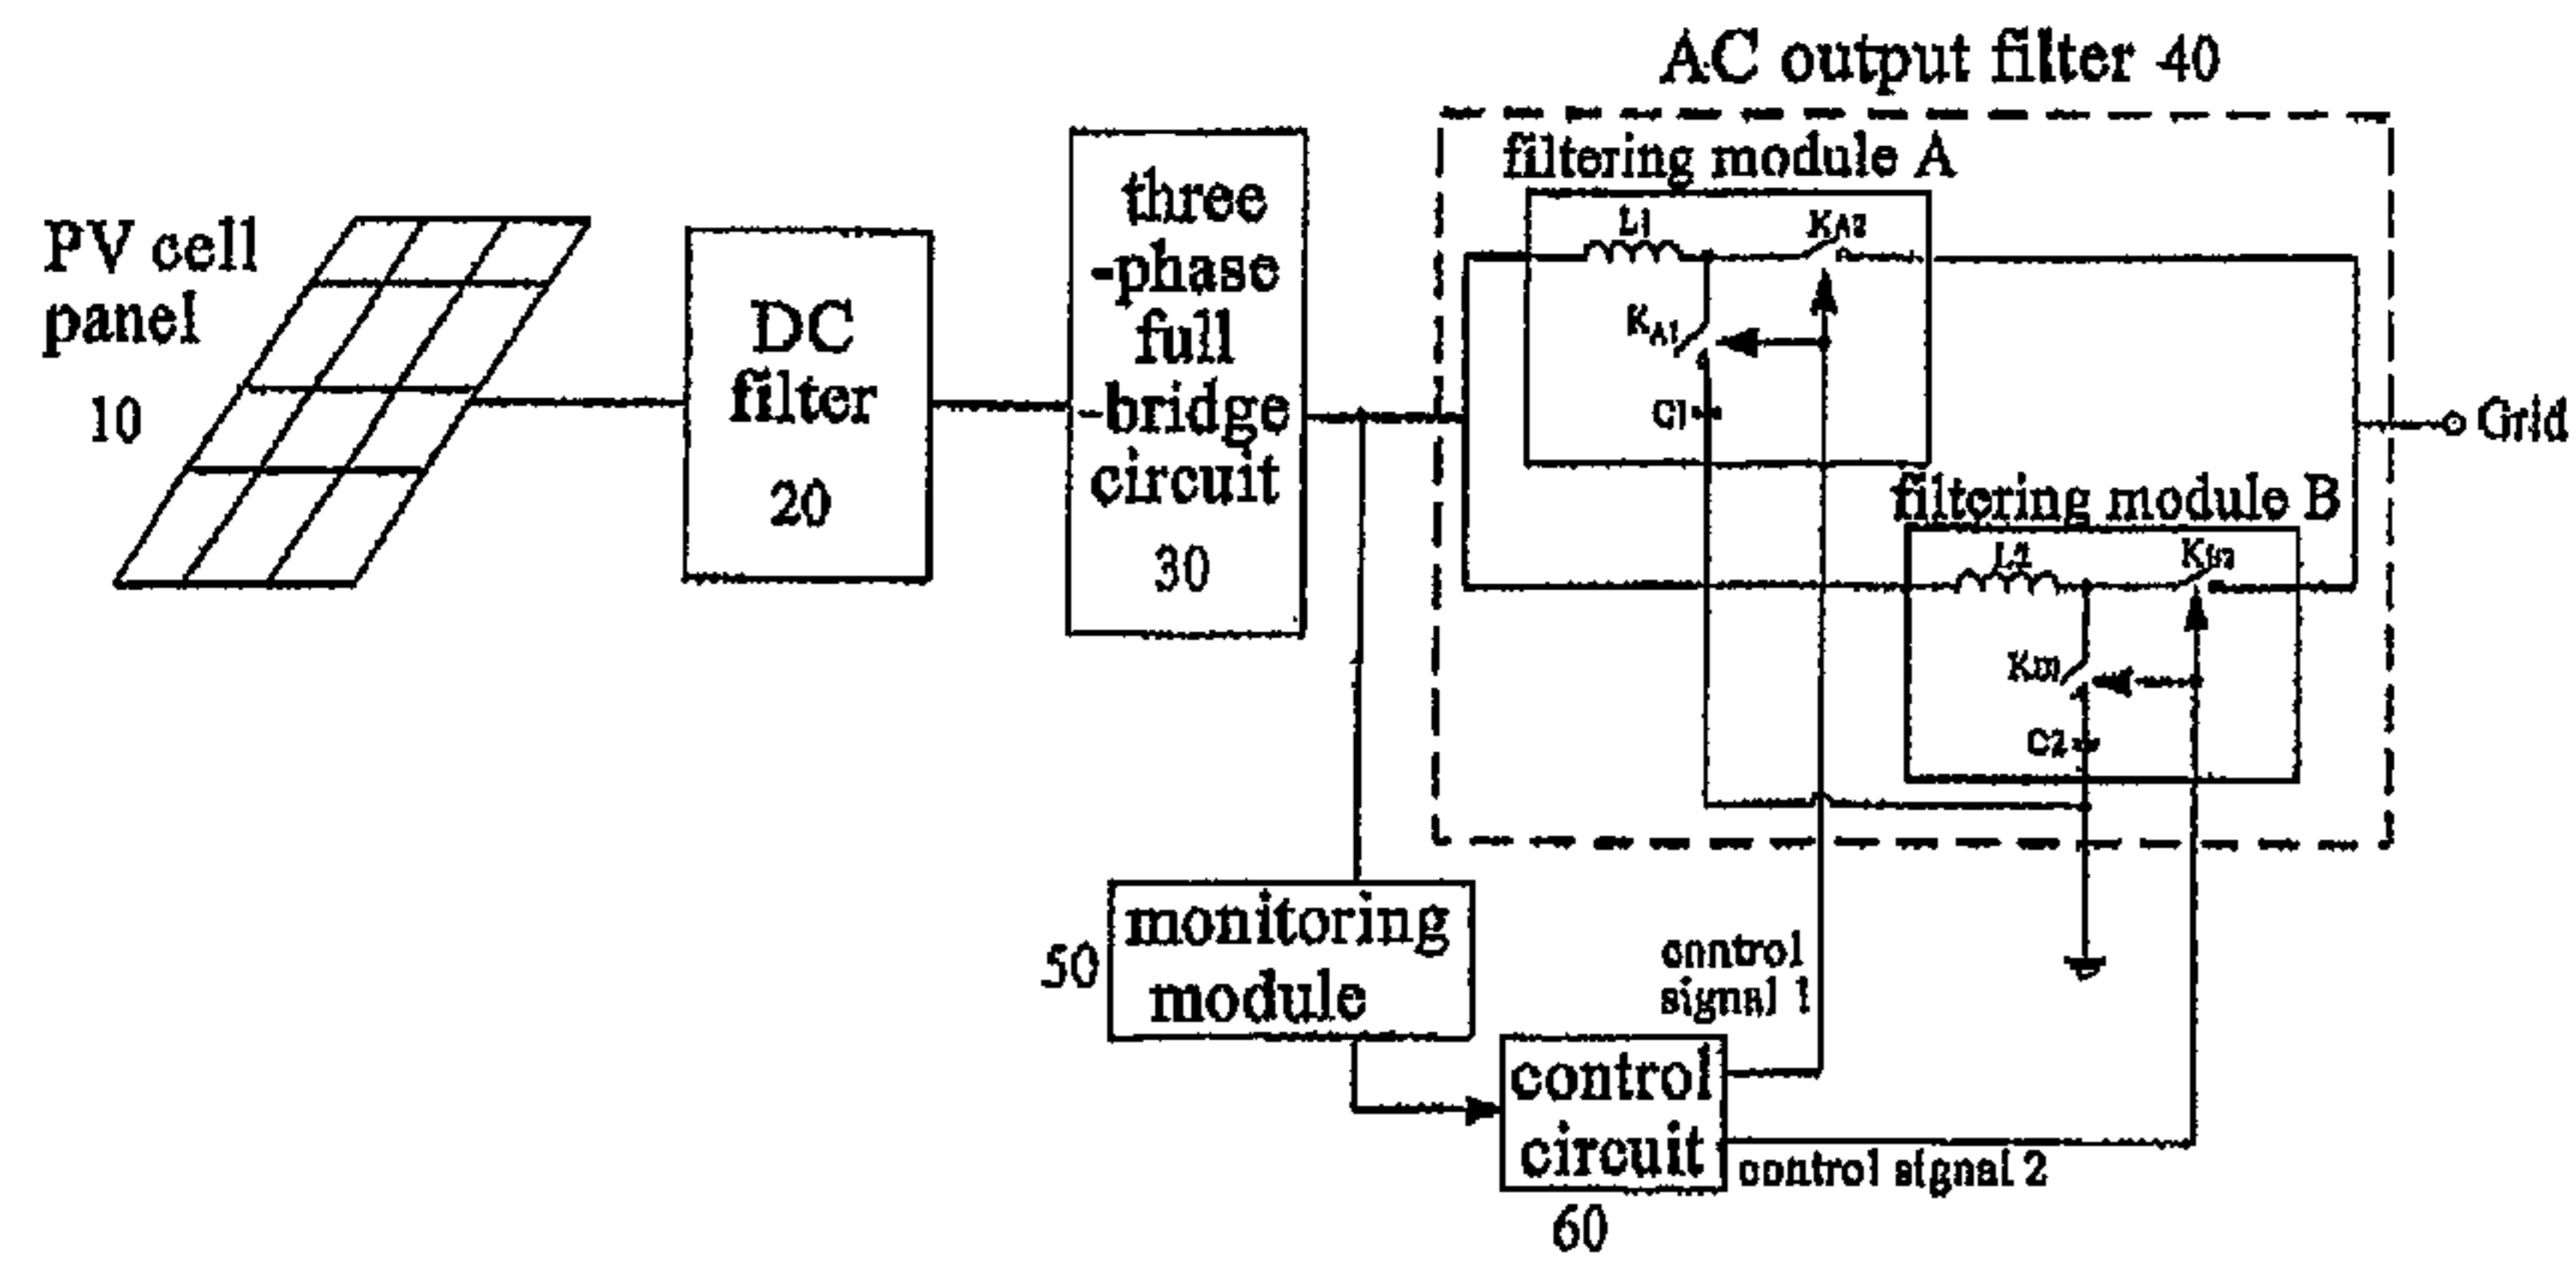 AC output filter 40
filtering module A
L1
KA2
KA1
C1
PV cell
panel
10
DC
filter
20
three
-phase
full
-bridge
circuit
30
Grid
filtering module B
L2
KB2
KB1
C2
50
monitoring
module
control
signal 1
control
circuit
control signal 2
60